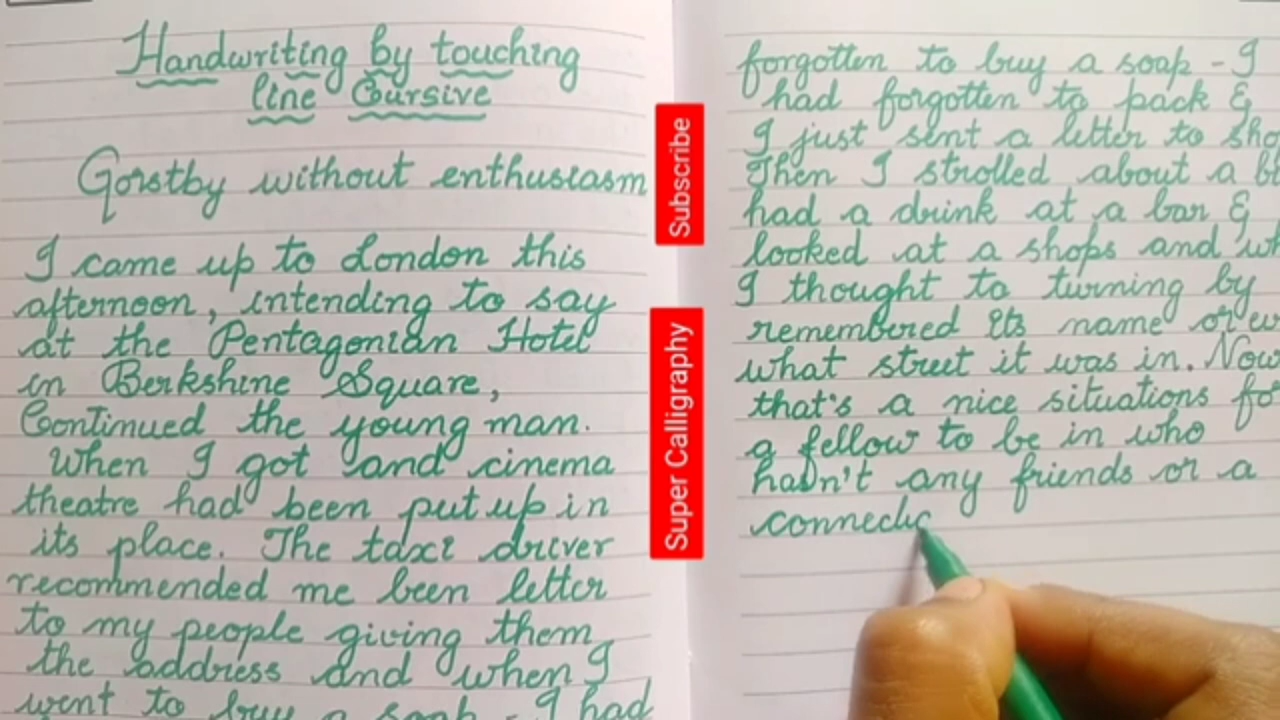 Handwriting by touching
line Coursive
Gorstby without enthusiasm
I came up to London this
afternoon, intending to say
at the Pentagonian Hotel
in Berkshine Square,
Continued the young man.
When I got and cinema
theatre had been put up in
its place. The taxi driver
recommended me been letter
to my people giving them
the address and when I
went to buy a soap - I had
Subscribe
Super Calligraphy
forgotten to buy a soap - I
had forgotten to pack &
I just sent a letter to
Then I strolled about a
had a drink at a bar &
looked at a shops and
I thought to turning by
remembered its name or
what street it was in. Now
that's a nice situations
a fellow to be in who
hadn't any friends or a